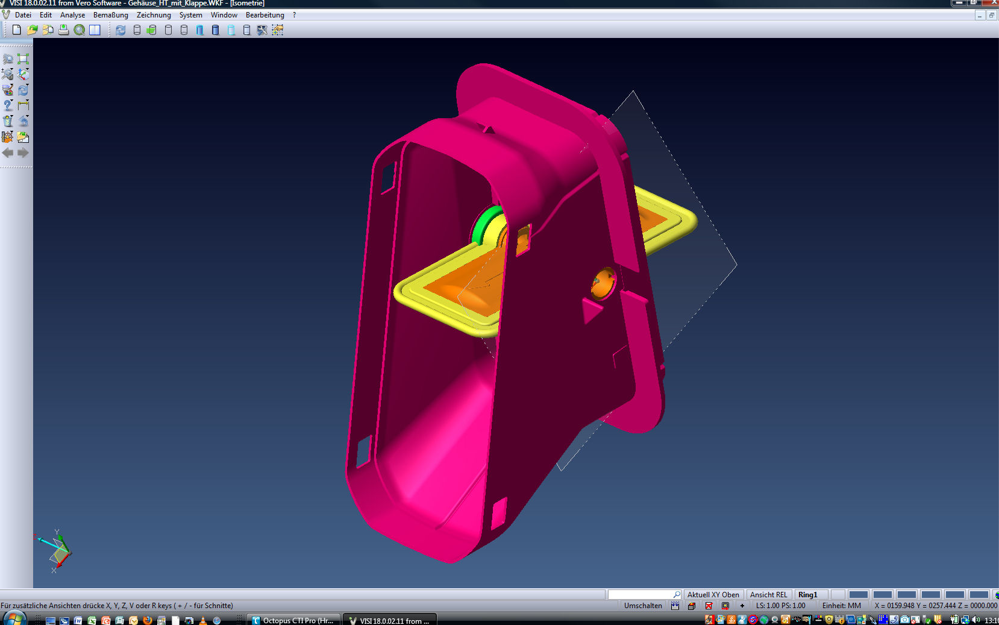 VISI 18.0.02.11 from Vero Software - Gehäuse_HT_mit_Klappe.WKF - [Isometrie]
Datei Edit Analyse Bemaßung Zeichnung System Window Bearbeitung ?
Y
Z
X
Aktuell XY Oben Ansicht REL Ring1
Für zusätzliche Ansichten drücke X, Y, Z, V oder R keys ( + / - für Schnitte) Umschalten LS: 1.00 PS: 1.00 Einheit: MM X = 0159.948 Y = 0257.444 Z = 0000.000
Octopus CTI Pro (Hr... VISI 18.0.02.11 from ... 13:10